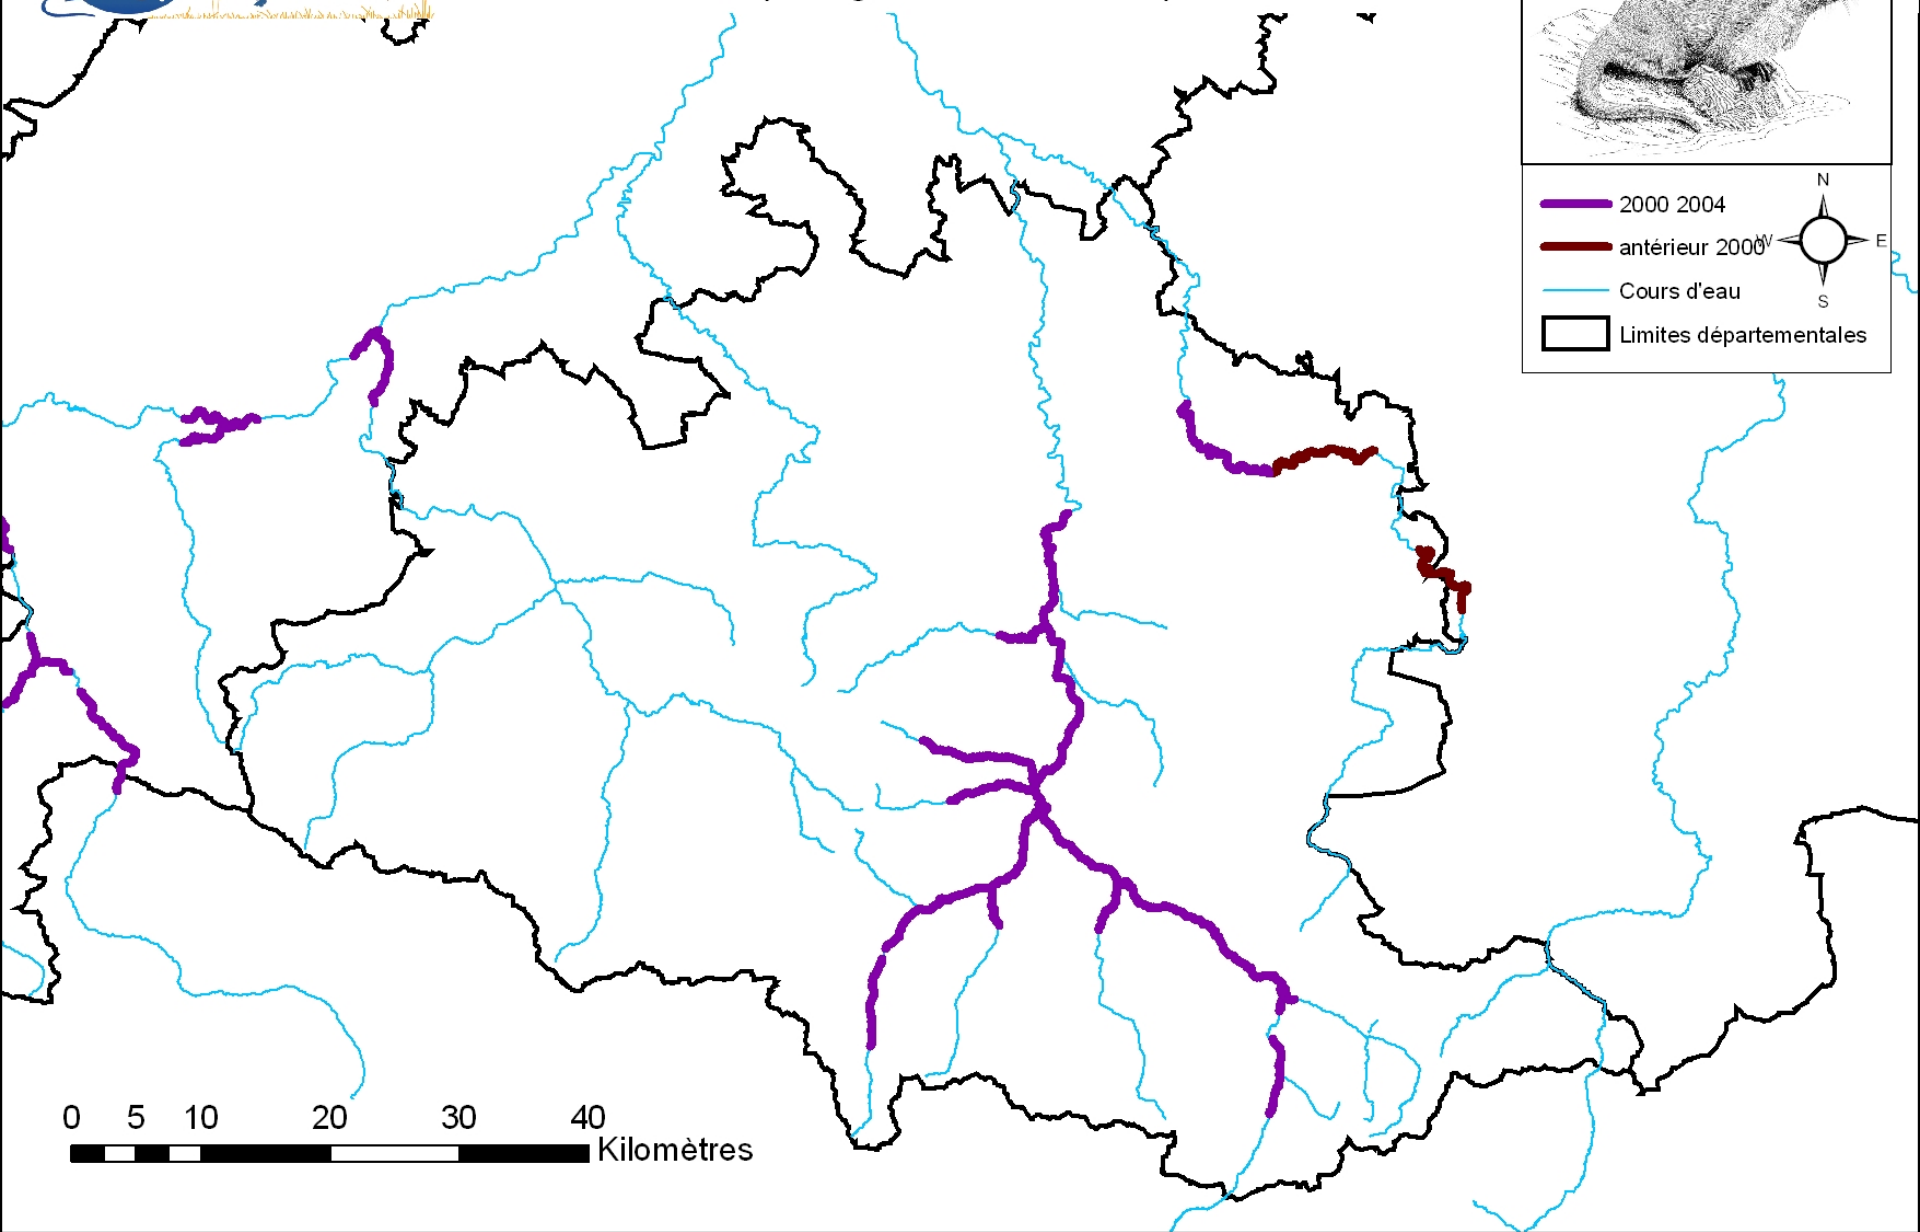 N
2000 2004
antérieur 2000
W
E
Cours d'eau
S
Limites départementales
0 5 10 20 30 40
Kilomètres